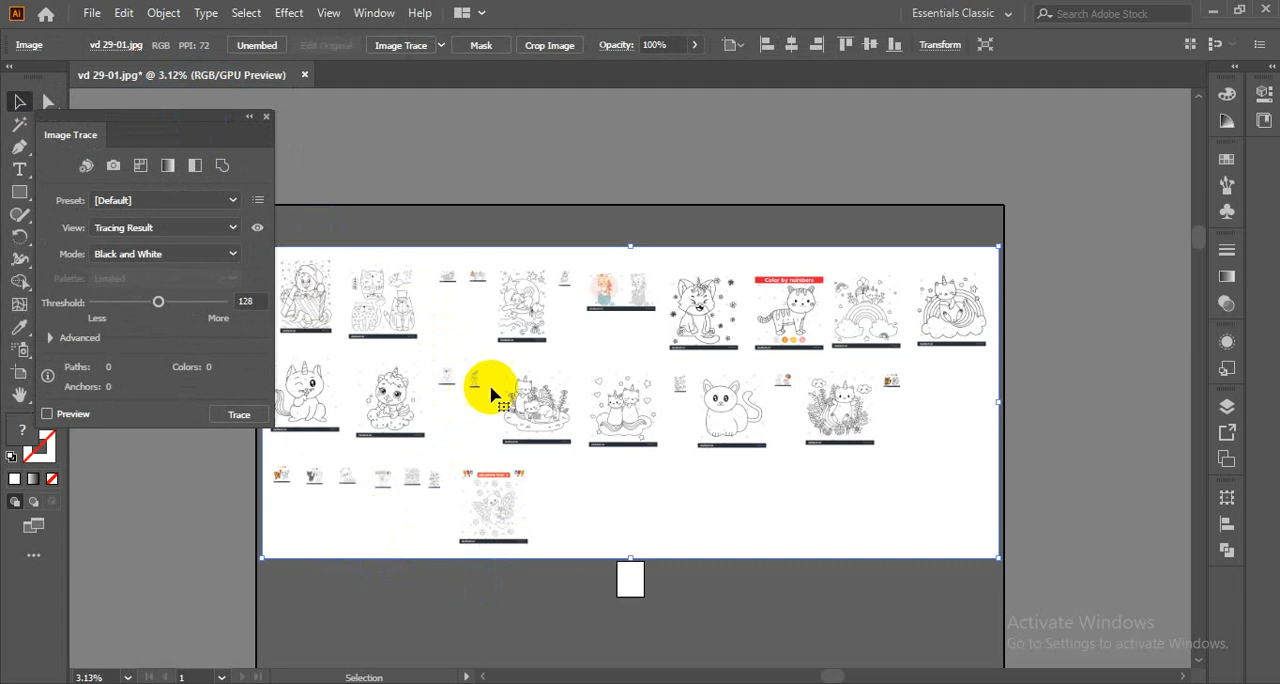 Ai File Edit Object Type Select Effect View Window Help Essentials Classic Search Adobe Stock
Image vd 29-01.jpg RGB PPI: 72 Unembed Edit Original Image Trace Mask Crop Image Opacity: 100% Transform
vd 29-01.jpg* @ 3.12% (RGB/GPU Preview)
Image Trace
Preset: [Default]
View: Tracing Result
Mode: Black and White
Palette: Limited
Threshold: 128
Less More
Advanced
Paths: 0 Colors: 0
Anchors: 0
Preview Trace
Color by numbers
Activate Windows
Go to Settings to activate Windows.
3.13% 1 Selection